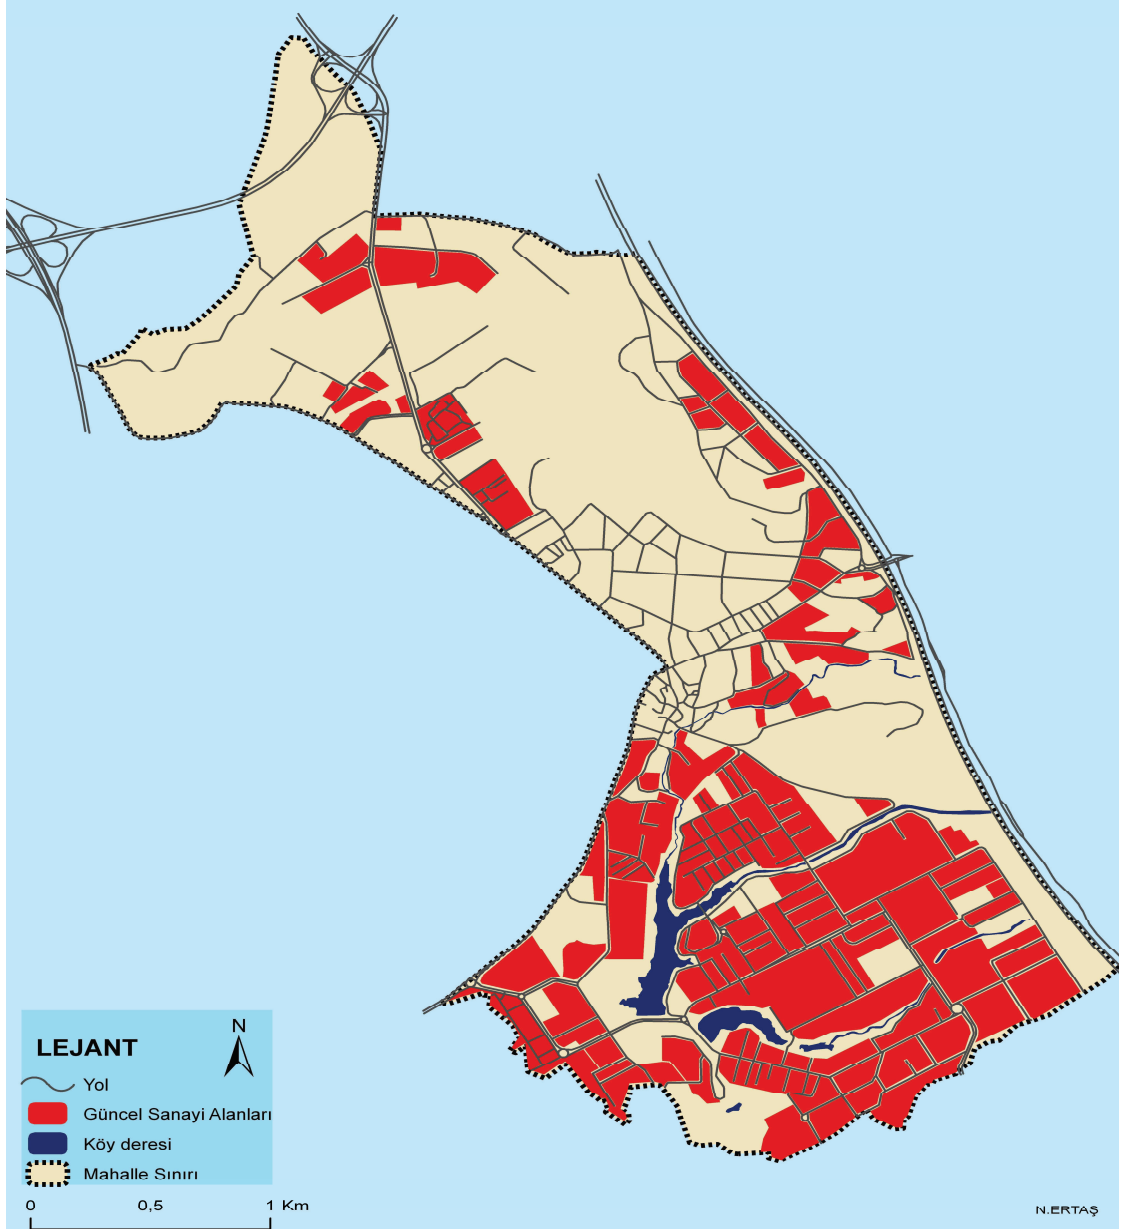 N
LEJANT
Yol
Güncel Sanayi Alanları
Köy deresi
Mahalle Sınırı
0 0,5 1 Km
N.ERTAŞ